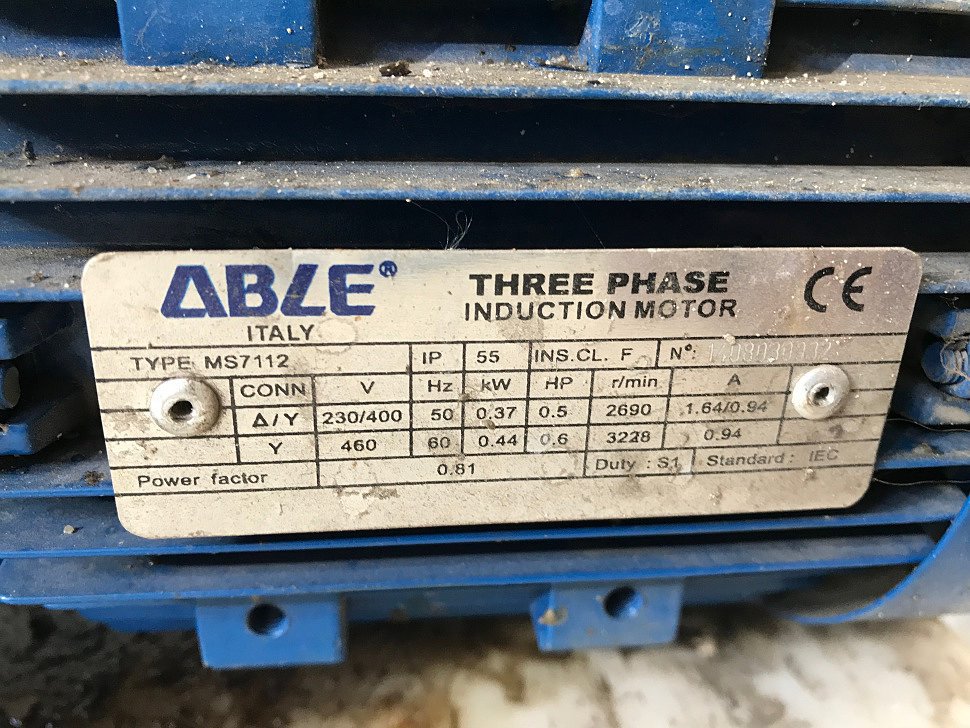 ABLE®
ITALY
THREE PHASE
INDUCTION MOTOR
CE
TYPE MS7112 IP 55 INS.CL. F N°:
CONN V Hz kW HP r/min A
Δ/Y 230/400 50 0.37 0.5 2690 1.64/0.94
Y 460 60 0.44 0.6 3228 0.94
Power factor 0.81 Duty : S1 Standard : IEC